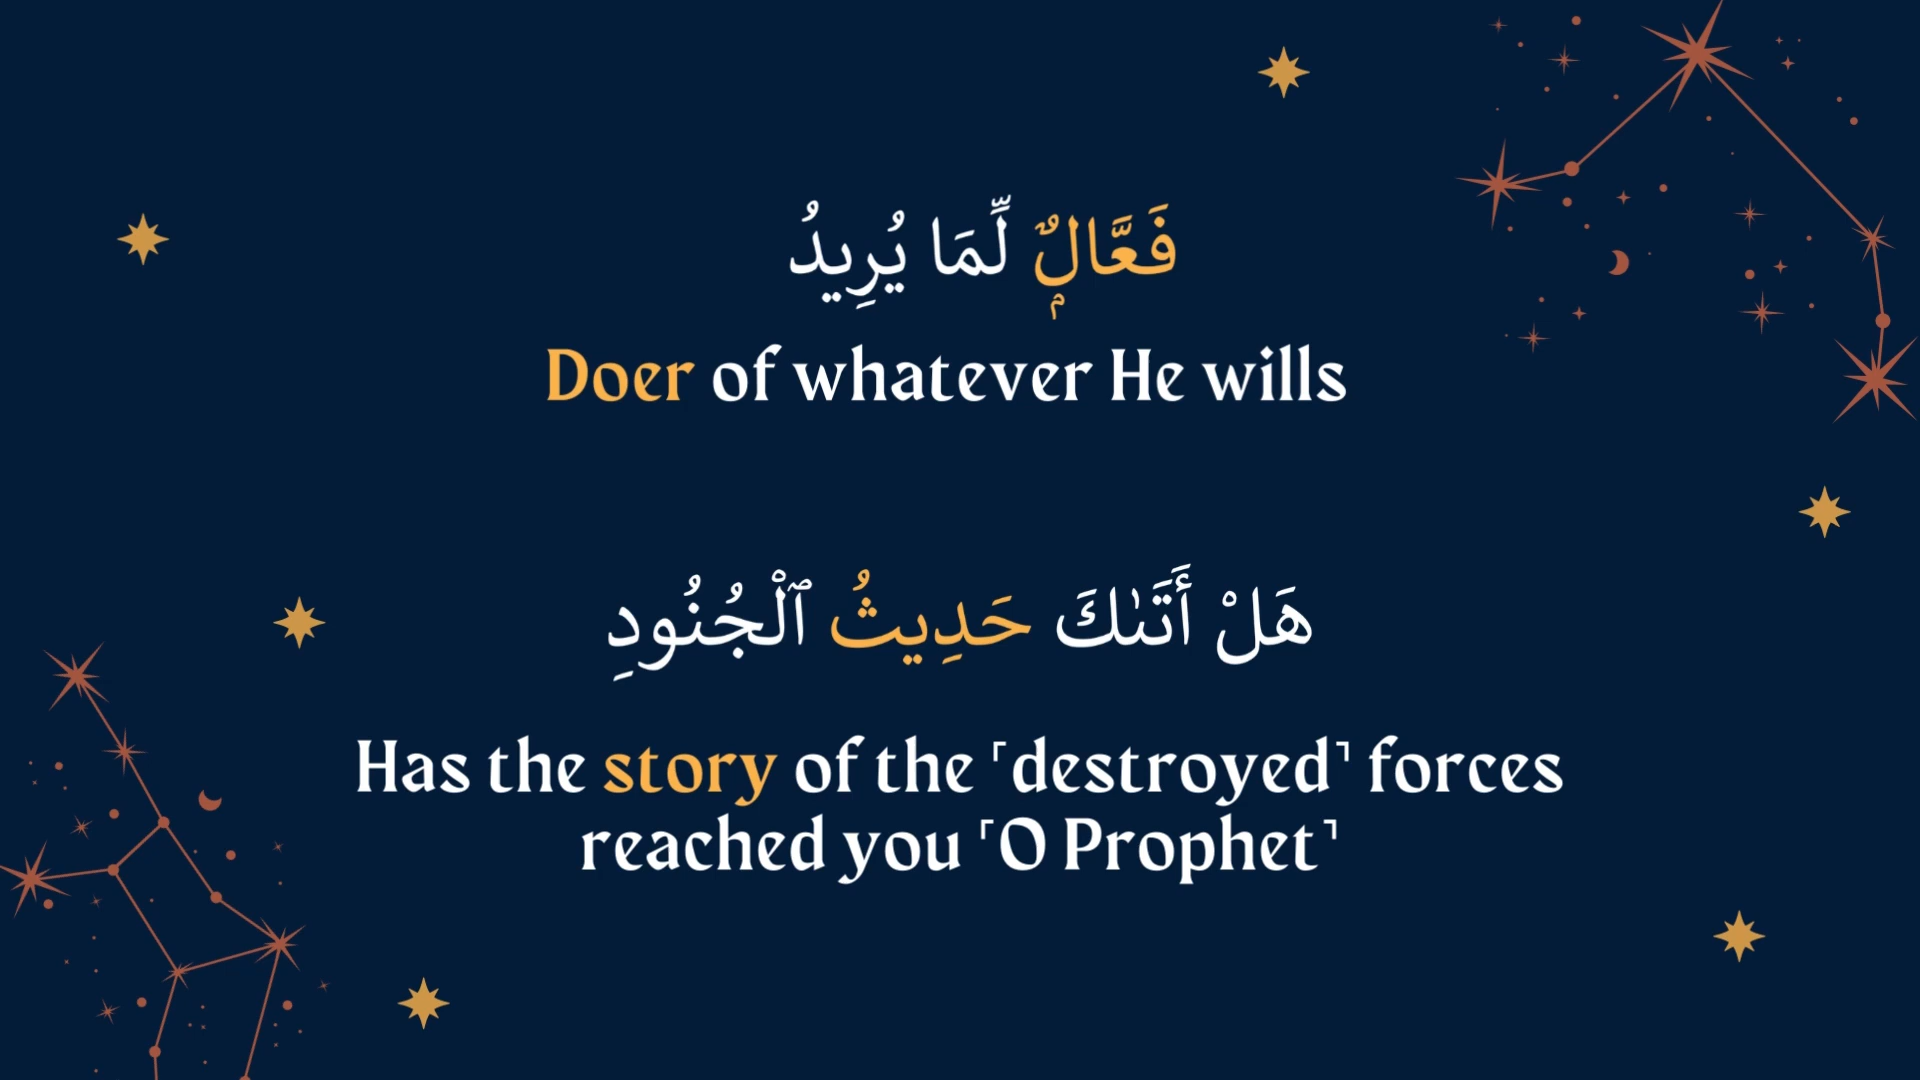 فَعَّالٌۭ لِّمَا يُرِيدُ
Doer of whatever He wills
هَلْ أَتَىٰكَ حَدِيثُ ٱلْجُنُودِ
Has the story of the ⸢destroyed⸣ forces
reached you ⸢O Prophet⸣